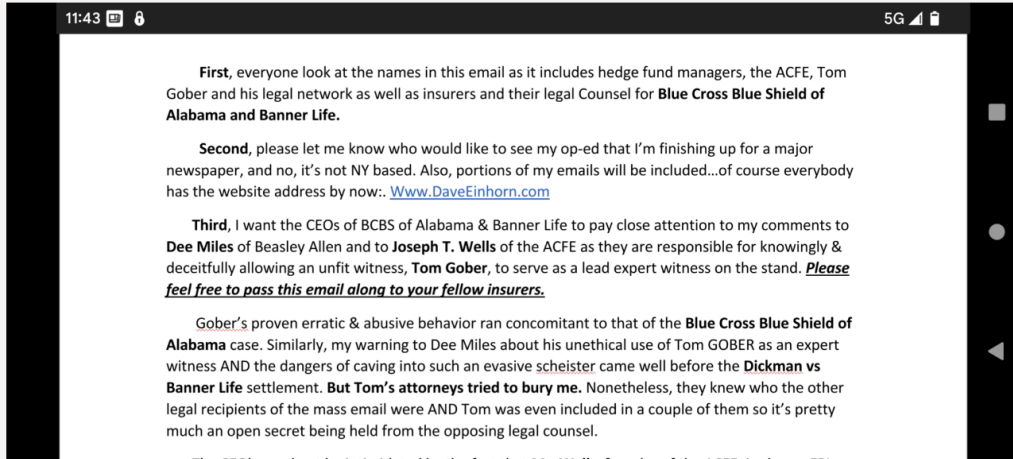 11:43 5G
First, everyone look at the names in this email as it includes hedge fund managers, the ACFE, Tom
Gober and his legal network as well as insurers and their legal Counsel for Blue Cross Blue Shield of
Alabama and Banner Life.
Second, please let me know who would like to see my op-ed that I'm finishing up for a major
newspaper, and no, it's not NY based. Also, portions of my emails will be included...of course everybody
has the website address by now:. Www.DaveEinhorn.com
Third, I want the CEOs of BCBS of Alabama & Banner Life to pay close attention to my comments to
Dee Miles of Beasley Allen and to Joseph T. Wells of the ACFE as they are responsible for knowingly &
deceitfully allowing an unfit witness, Tom Gober, to serve as a lead expert witness on the stand. Please
feel free to pass this email along to your fellow insurers.
Gober's proven erratic & abusive behavior ran concomitant to that of the Blue Cross Blue Shield of
Alabama case. Similarly, my warning to Dee Miles about his unethical use of Tom GOBER as an expert
witness AND the dangers of caving into such an evasive scheister came well before the Dickman vs
Banner Life settlement. But Tom's attorneys tried to bury me. Nonetheless, they knew who the other
legal recipients of the mass email were AND Tom was even included in a couple of them so it's pretty
much an open secret being held from the opposing legal counsel.